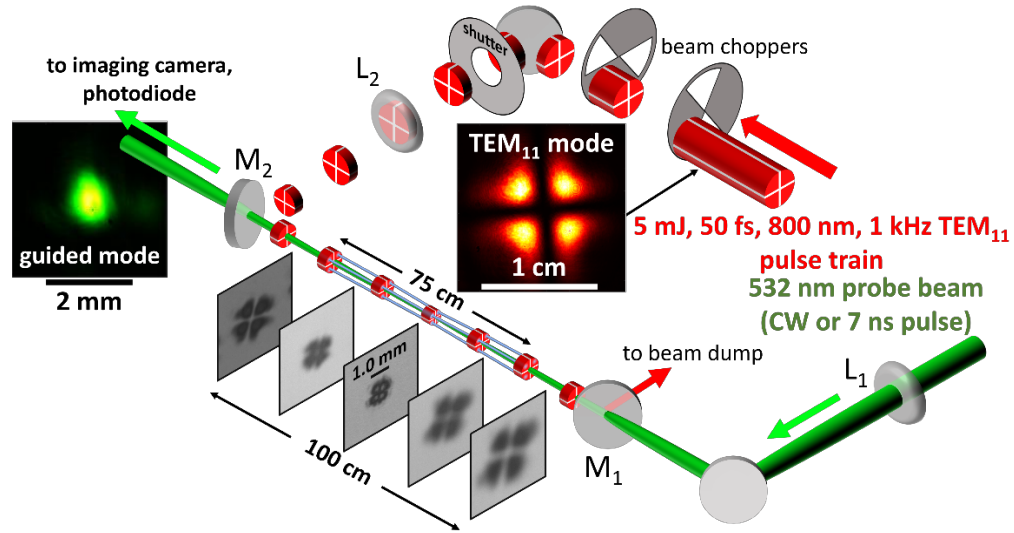 shutter
beam choppers
to imaging camera,
photodiode
L2
M2
TEM11 mode
1 cm
guided mode
2 mm
5 mJ, 50 fs, 800 nm, 1 kHz TEM11
pulse train
532 nm probe beam
(CW or 7 ns pulse)
75 cm
1.0 mm
to beam dump
L1
M1
100 cm